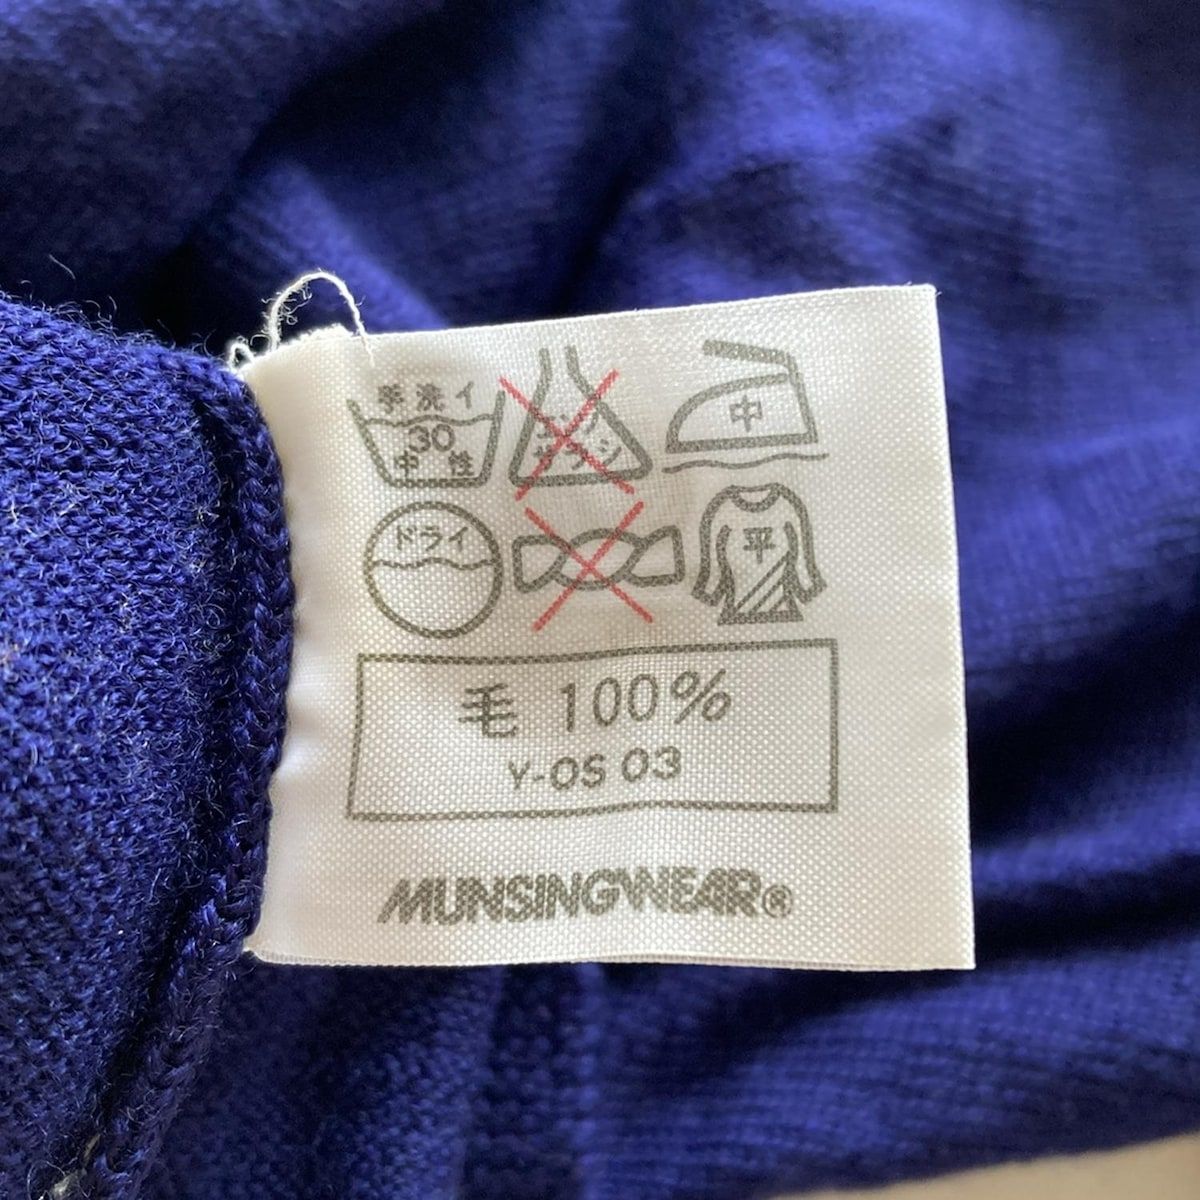 手洗イ
30
中性
エンソ
サラシ
中
ドライ
平
毛 100%
Y-OS 03
MUNSINGWEAR®